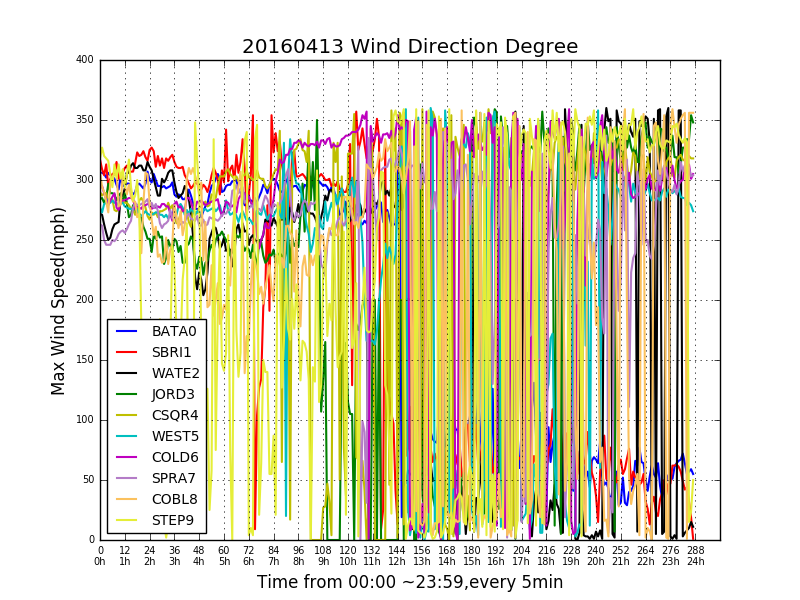 20160413 Wind Direction Degree
400
350
300
250
200
150
100
50
0
Max Wind Speed(mph)
BATA0
SBRI1
WATE2
JORD3
CSQR4
WEST5
COLD6
SPRA7
COBL8
STEP9
0 12 24 36 48 60 72 84 96 108 120 132 144 156 168 180 192 204 216 228 240 252 264 276 288
0h 1h 2h 3h 4h 5h 6h 7h 8h 9h 10h 11h 12h 13h 14h 15h 16h 17h 18h 19h 20h 21h 22h 23h 24h
Time from 00:00 ~23:59,every 5min